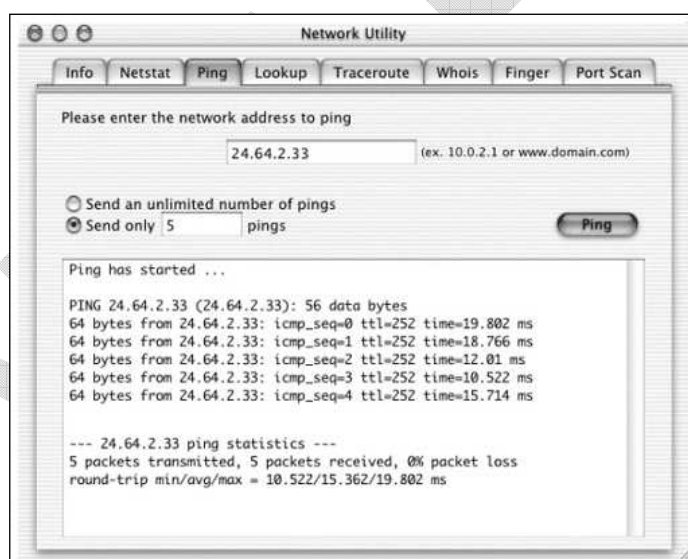 Network Utility
Info Netstat Ping Lookup Traceroute Whois Finger Port Scan
Please enter the network address to ping
24.64.2.33 (ex. 10.0.2.1 or www.domain.com)
Send an unlimited number of pings
Send only 5 pings Ping
Ping has started ...
PING 24.64.2.33 (24.64.2.33): 56 data bytes
64 bytes from 24.64.2.33: icmp_seq=0 ttl=252 time=19.802 ms
64 bytes from 24.64.2.33: icmp_seq=1 ttl=252 time=18.766 ms
64 bytes from 24.64.2.33: icmp_seq=2 ttl=252 time=12.01 ms
64 bytes from 24.64.2.33: icmp_seq=3 ttl=252 time=10.522 ms
64 bytes from 24.64.2.33: icmp_seq=4 ttl=252 time=15.714 ms
--- 24.64.2.33 ping statistics ---
5 packets transmitted, 5 packets received, 0% packet loss
round-trip min/avg/max = 10.522/15.362/19.802 ms